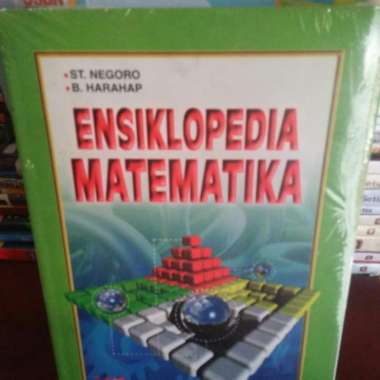 • ST. NEGORO
• B. HARAHAP
ENSIKLOPEDIA
MATEMATIKA